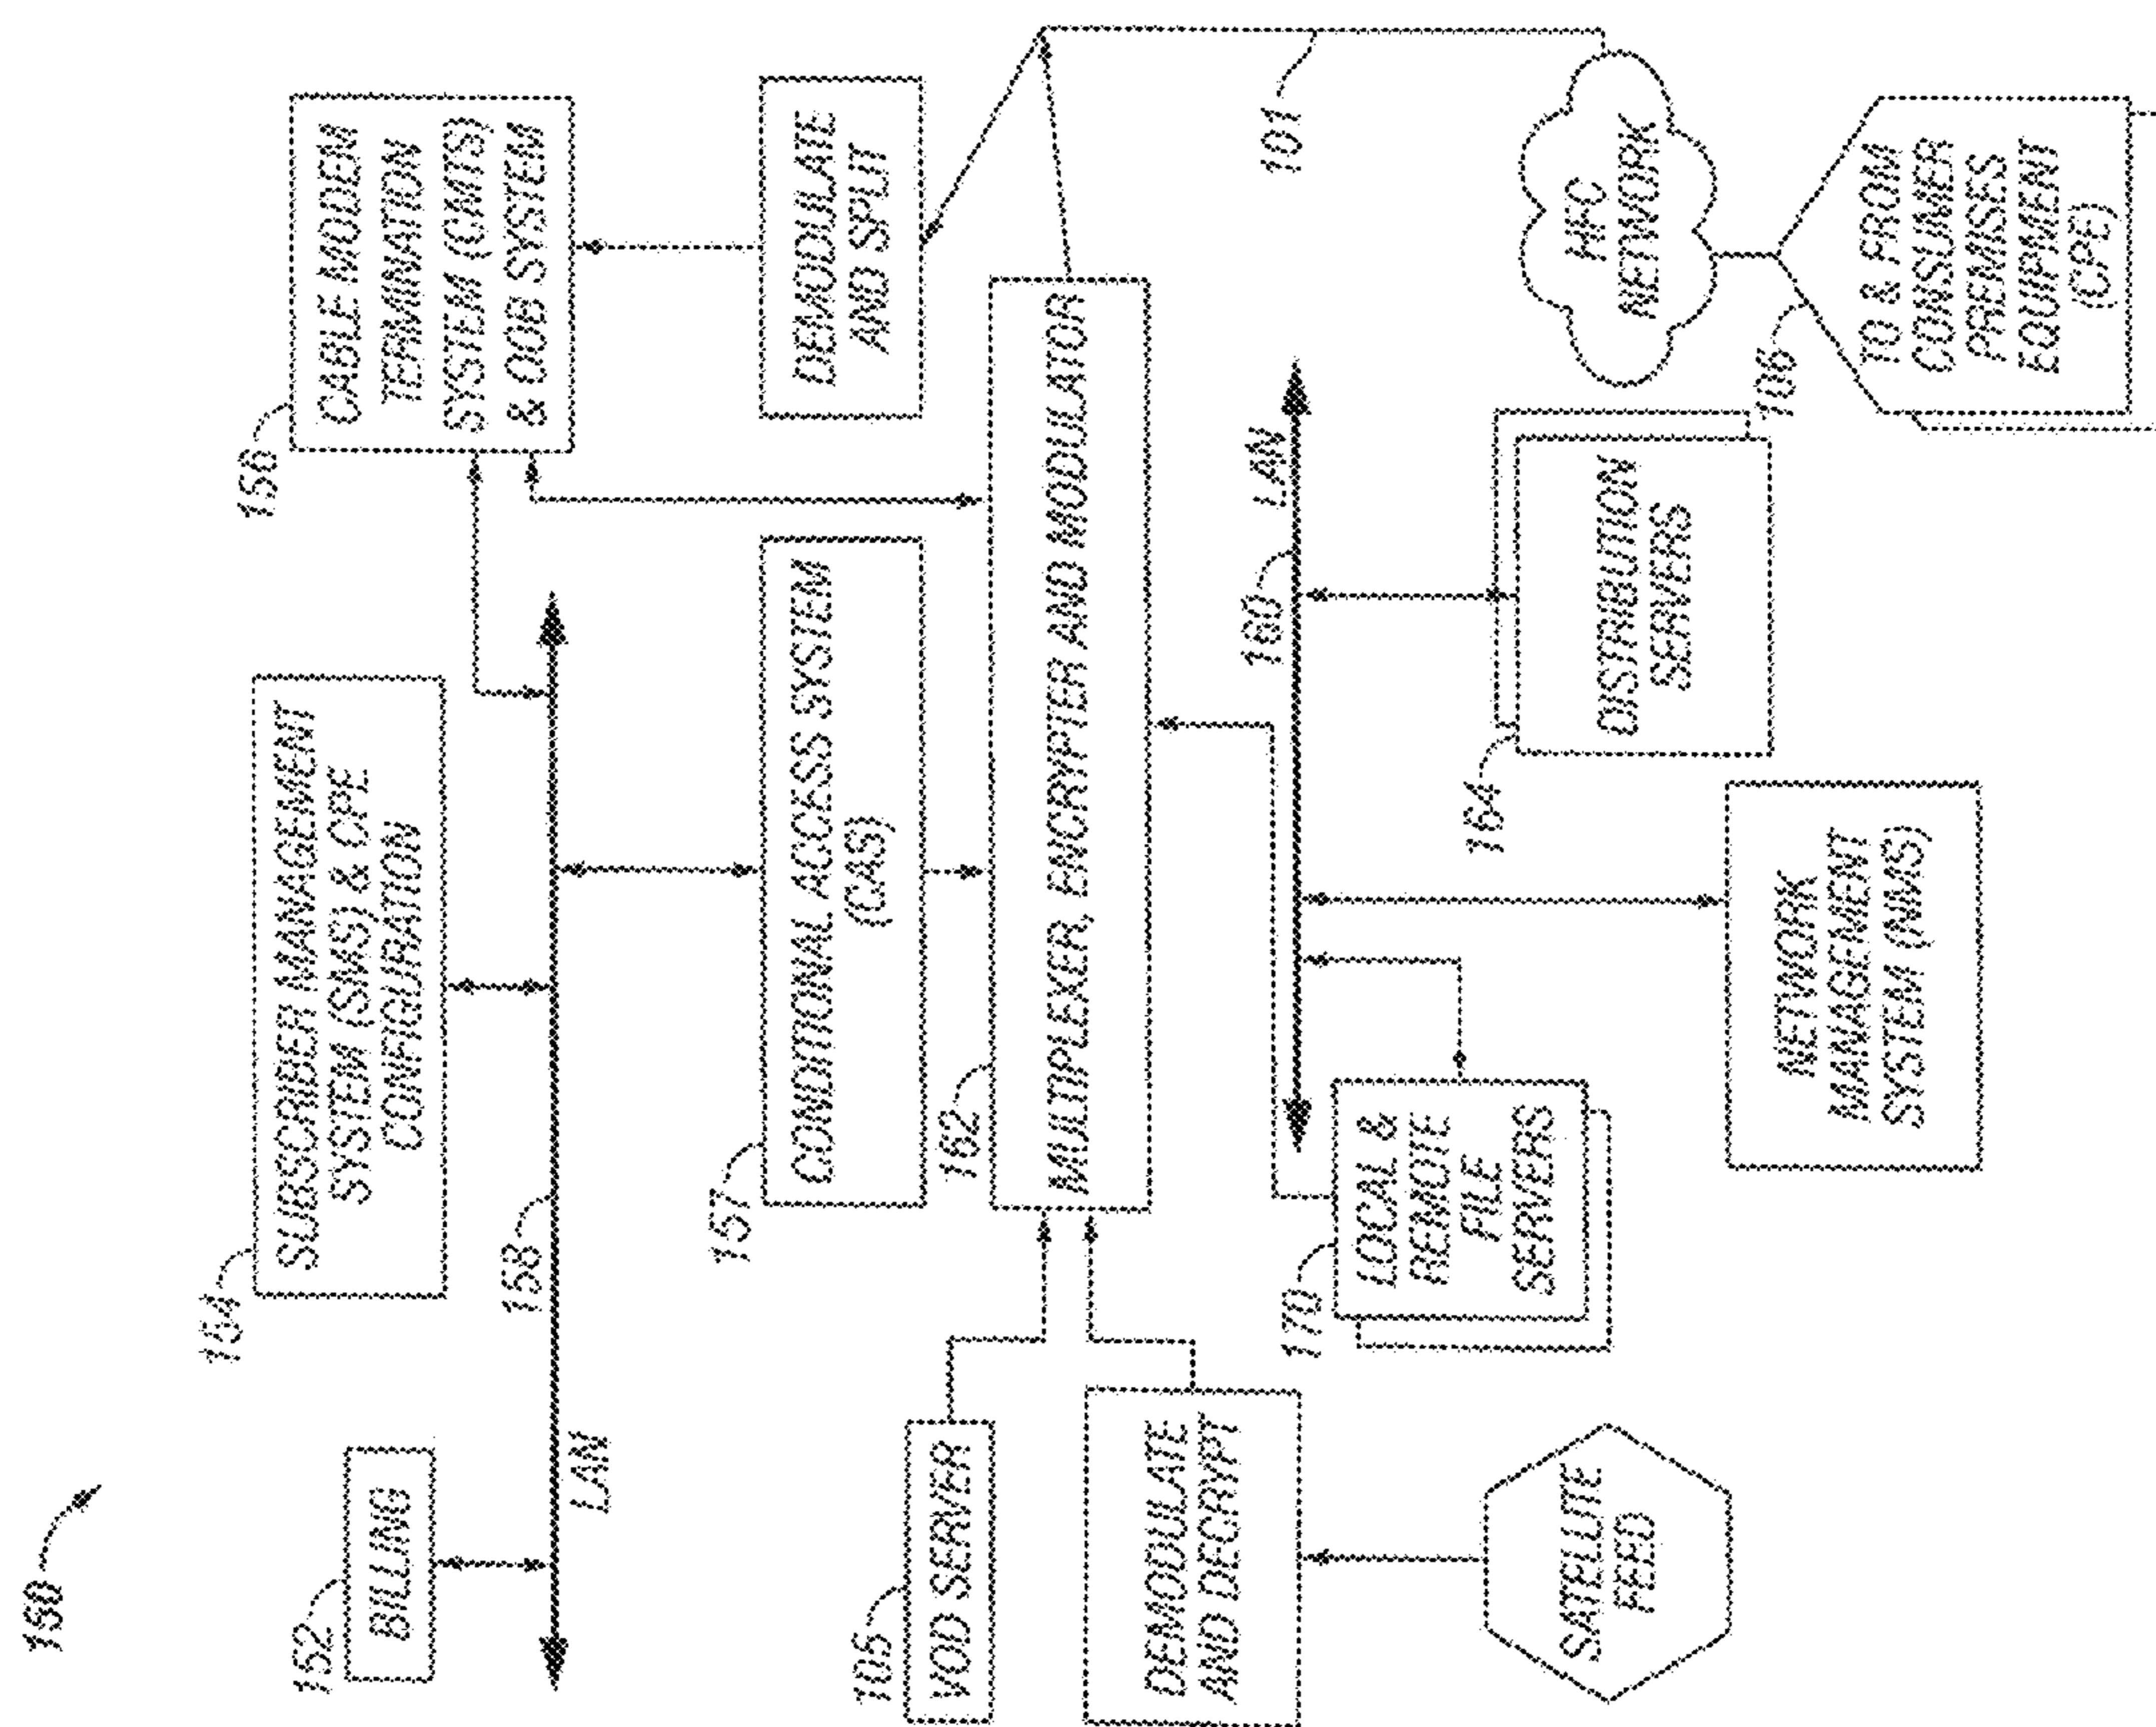 150
152
BILLING
154
SUBSCRIBER MANAGEMENT
SYSTEM (SMS) & CPE
CONFIGURATION
156
CABLE MODEM
TERMINATION
SYSTEM (CMTS)
& OOB SYSTEM
158
LAN
157
CONDITIONAL ACCESS SYSTEM
(CAS)
DEMODULATE
AND SPLIT
105
VOD SERVER
162
MULTIPLEXER, ENCRYPTER AND MODULATOR
DEMODULATE
AND DECRYPT
101
160
LAN
170
LOCAL &
REMOTE
FILE
SERVERS
164
DISTRIBUTION
SERVERS
HFC
NETWORK
SATELLITE
FEED
NETWORK
MANAGEMENT
SYSTEM (NMS)
106
TO & FROM
CONSUMER
PREMISES
EQUIPMENT
(CPE)